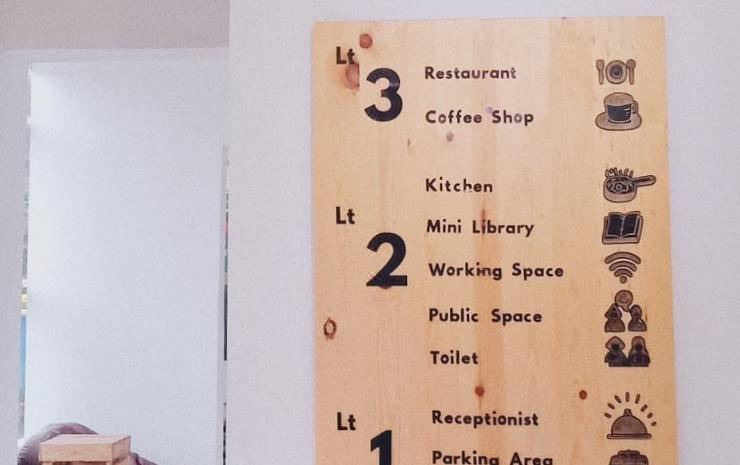 Lt
3
Restaurant
Coffee Shop
Lt
2
Kitchen
Mini Library
Working Space
Public Space
Toilet
Lt
1
Receptionist
Parking Area